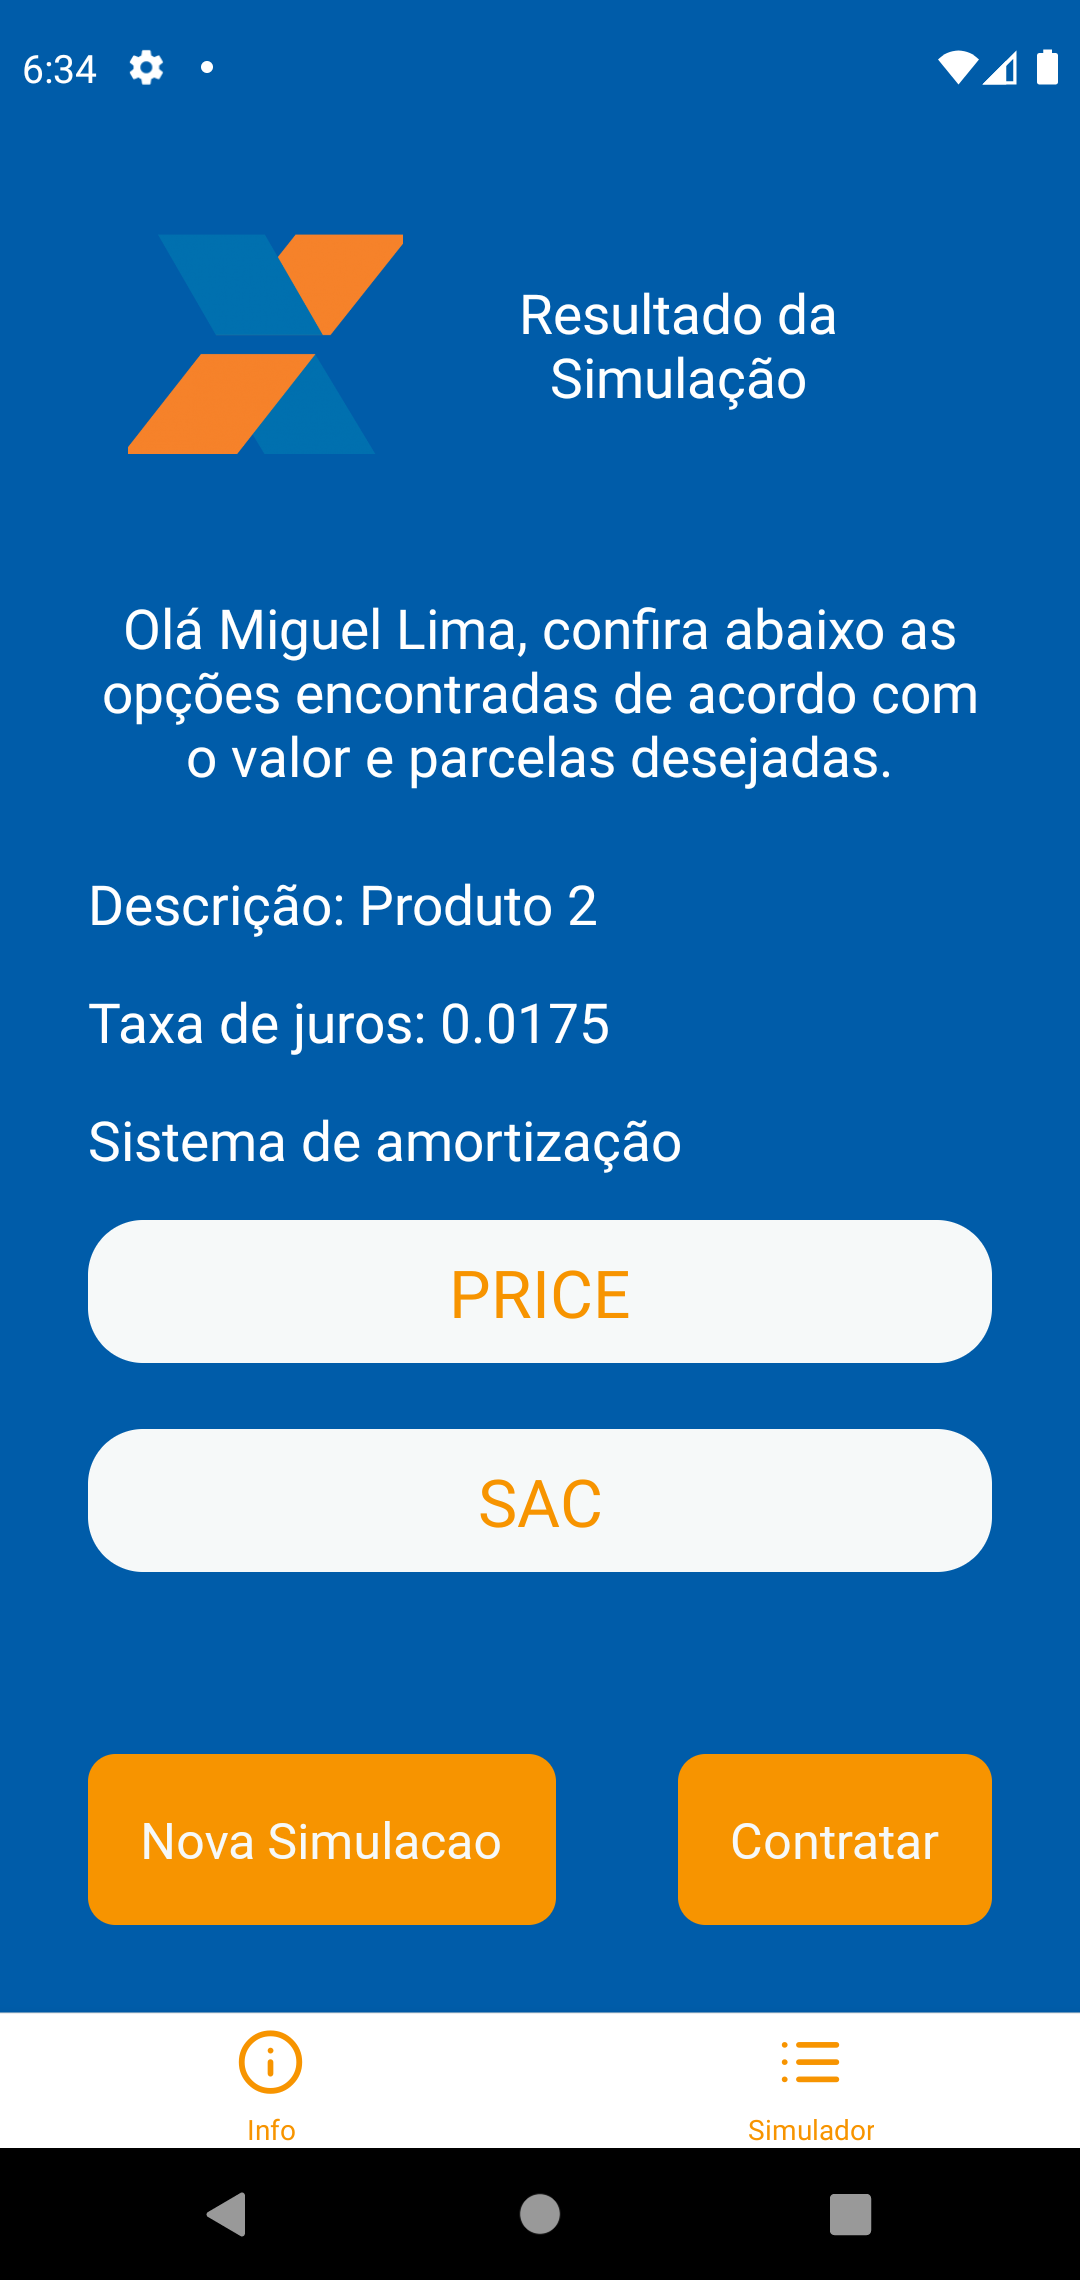 6:34
Resultado da
Simulação
Olá Miguel Lima, confira abaixo as
opções encontradas de acordo com
o valor e parcelas desejadas.
Descrição: Produto 2
Taxa de juros: 0.0175
Sistema de amortização
PRICE
SAC
Nova Simulacao
Contratar
Info
Simulador